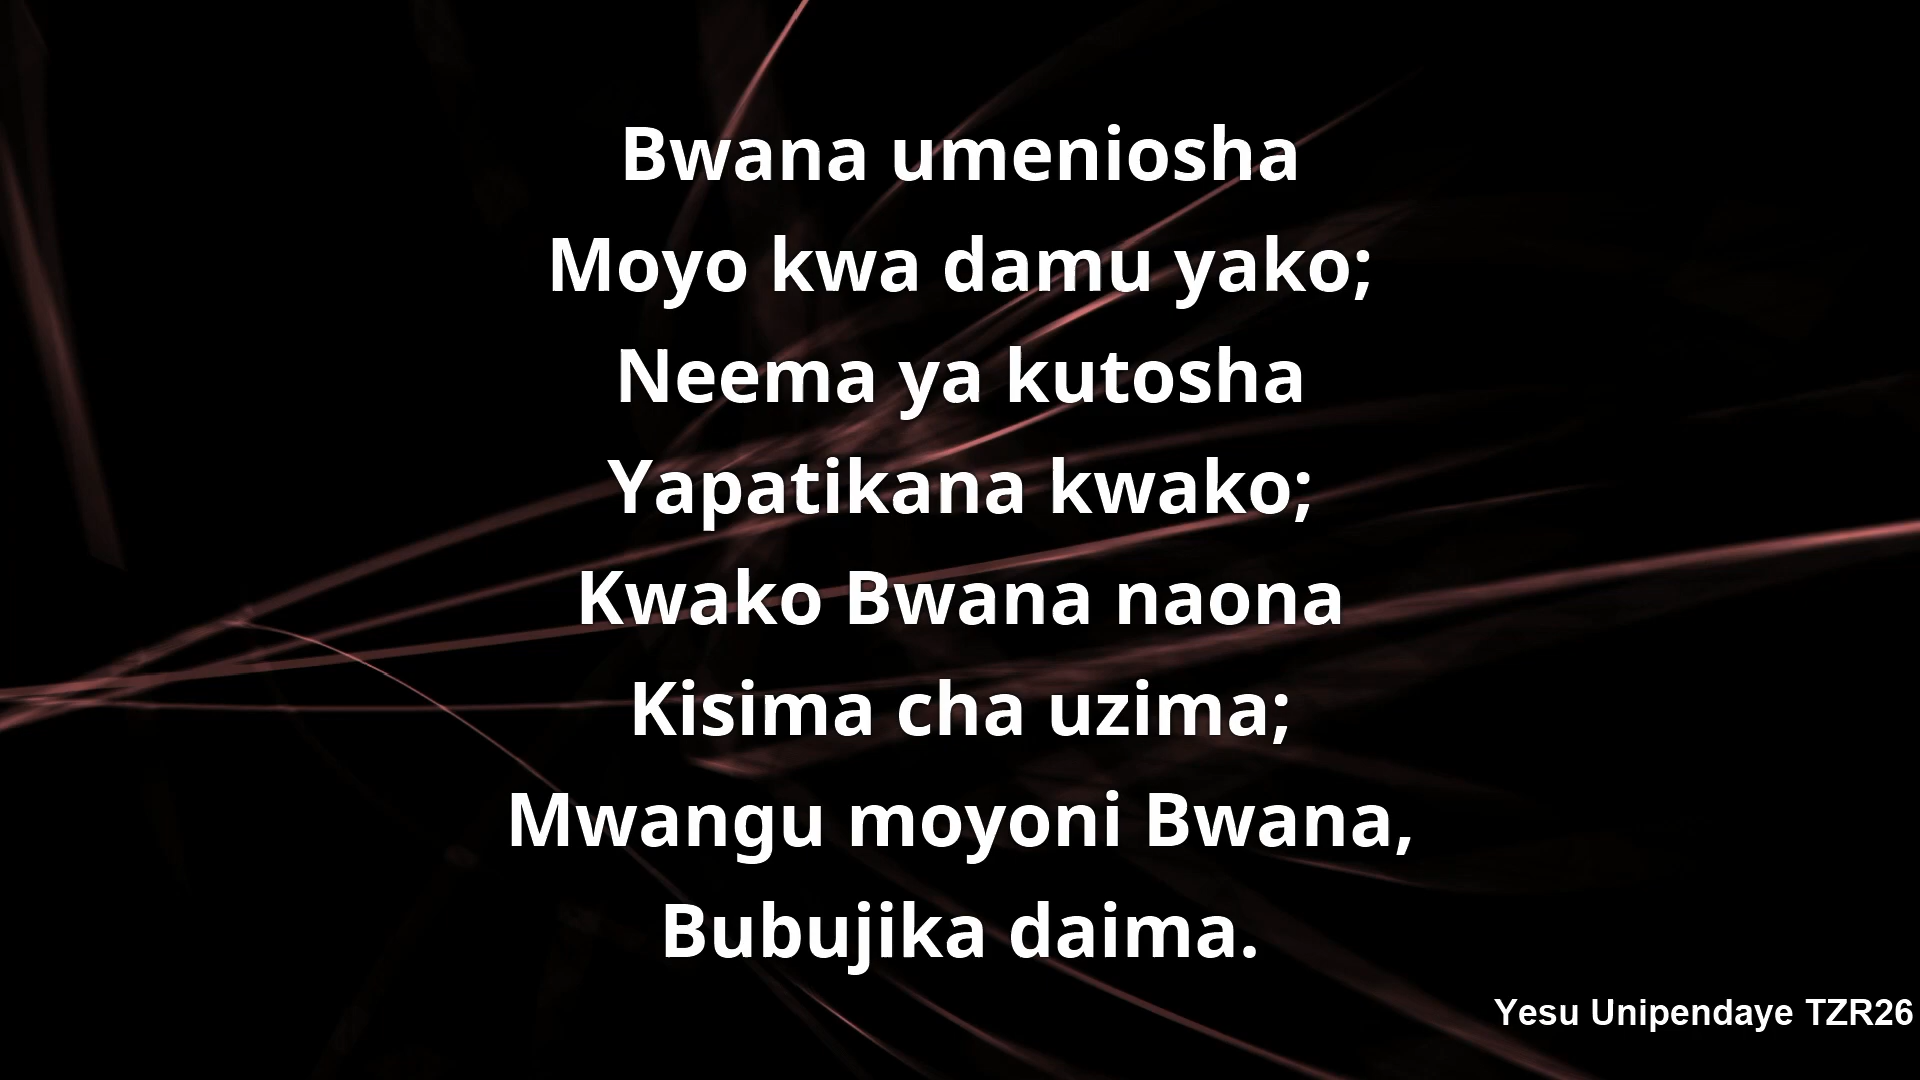 Bwana umeniosha
Moyo kwa damu yako;
Neema ya kutosha
Yapatikana kwako;
Kwako Bwana naona
Kisima cha uzima;
Mwangu moyoni Bwana,
Bubujika daima.
Yesu Unipendaye TZR26